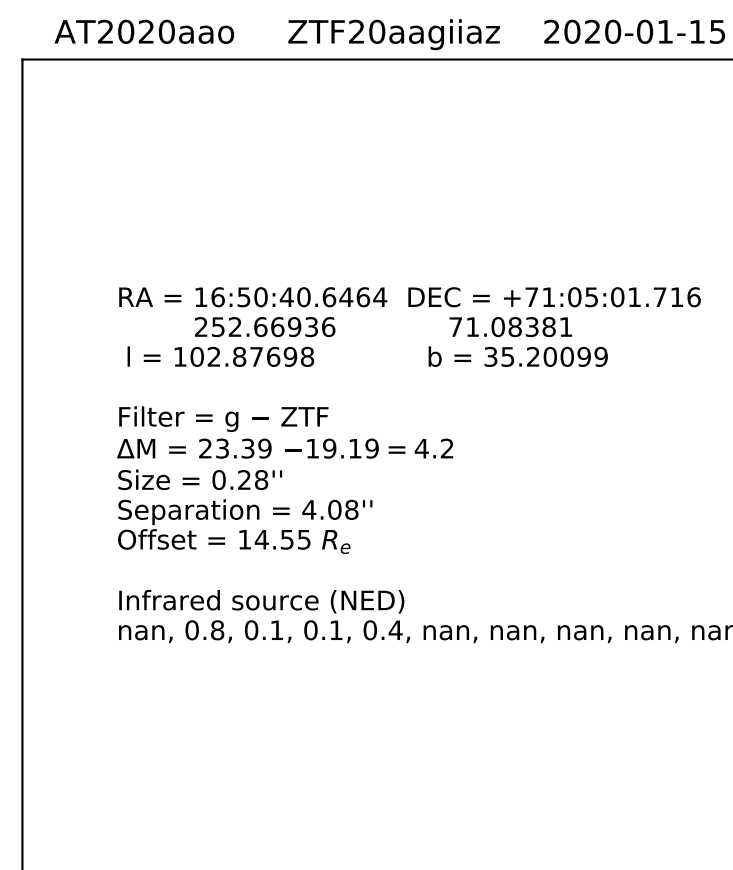 AT2020aao ZTF20aagiiaz 2020-01-15
RA = 16:50:40.6464 DEC = +71:05:01.716
252.66936 71.08381
l = 102.87698 b = 35.20099
Filter = g − ZTF
ΔM = 23.39 −19.19 = 4.2
Size = 0.28''
Separation = 4.08''
Offset = 14.55 Re
Infrared source (NED)
nan, 0.8, 0.1, 0.1, 0.4, nan, nan, nan, nan,